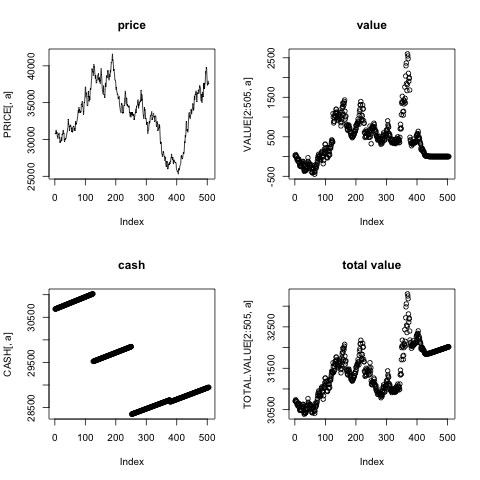 price
PRICE[, a]
25000 30000 35000 40000
0 100 200 300 400 500
Index
value
VALUE[2:505, a]
-500 500 1500 2500
0 100 200 300 400 500
Index
cash
CASH[, a]
28500 29500 30500
0 100 200 300 400 500
Index
total value
TOTAL.VALUE[2:505, a]
30500 31500 32500
0 100 200 300 400 500
Index